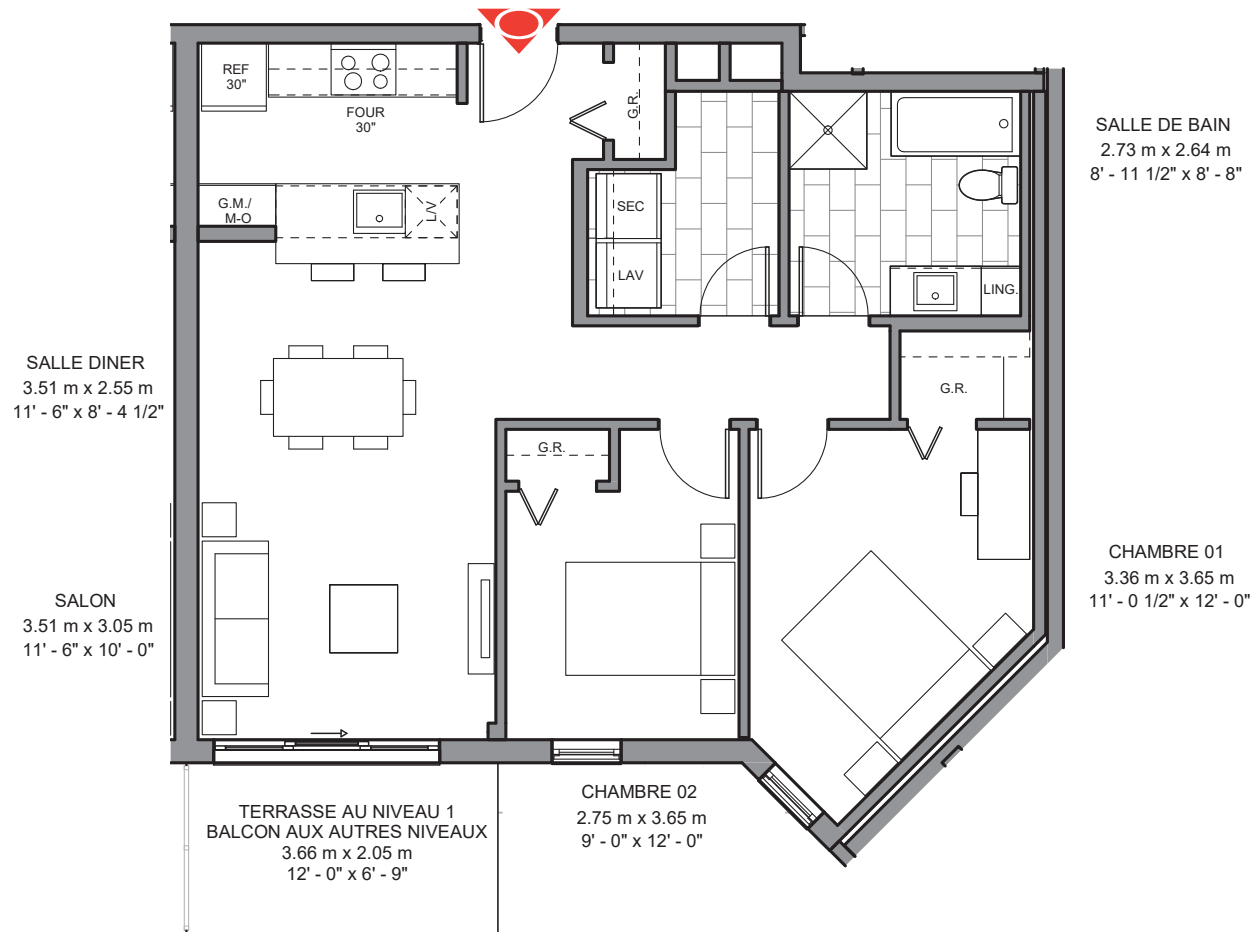 REF
30"
FOUR
30"
G.R.
G.M./
M-O
L/V
SEC
LAV
LING.
SALLE DE BAIN
2.73 m x 2.64 m
8' - 11 1/2" x 8' - 8"
SALLE DINER
3.51 m x 2.55 m
11' - 6" x 8' - 4 1/2"
G.R.
G.R.
SALON
3.51 m x 3.05 m
11' - 6" x 10' - 0"
CHAMBRE 01
3.36 m x 3.65 m
11' - 0 1/2" x 12' - 0"
TERRASSE AU NIVEAU 1
BALCON AUX AUTRES NIVEAUX
3.66 m x 2.05 m
12' - 0" x 6' - 9"
CHAMBRE 02
2.75 m x 3.65 m
9' - 0" x 12' - 0"